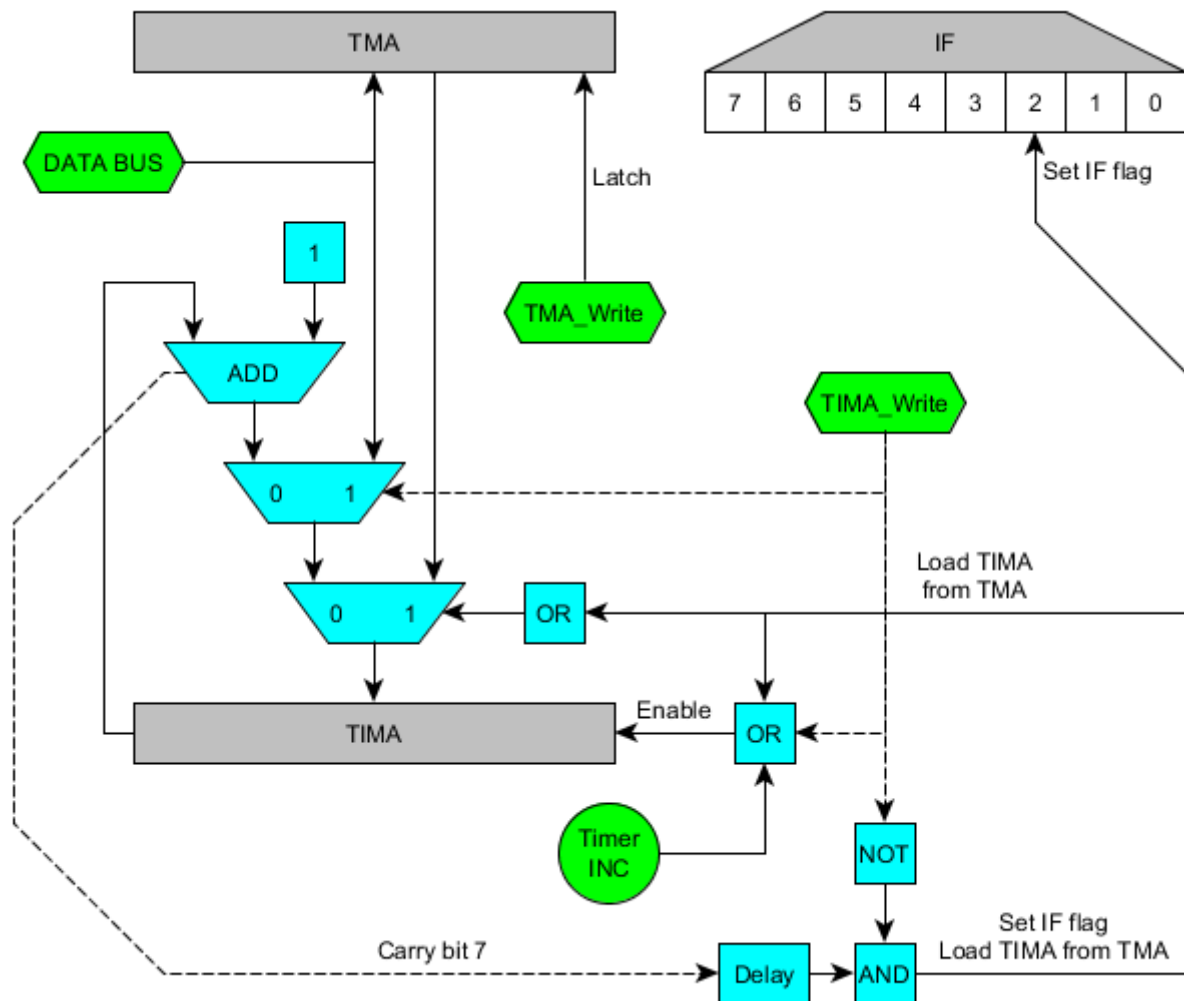 TMA
IF
7 6 5 4 3 2 1 0
DATA BUS
Latch
Set IF flag
1
TMA_Write
ADD
TIMA_Write
0 1
Load TIMA
from TMA
0 1
OR
Enable
TIMA
OR
Timer
INC
NOT
Carry bit 7
Set IF flag
Load TIMA from TMA
Delay
AND